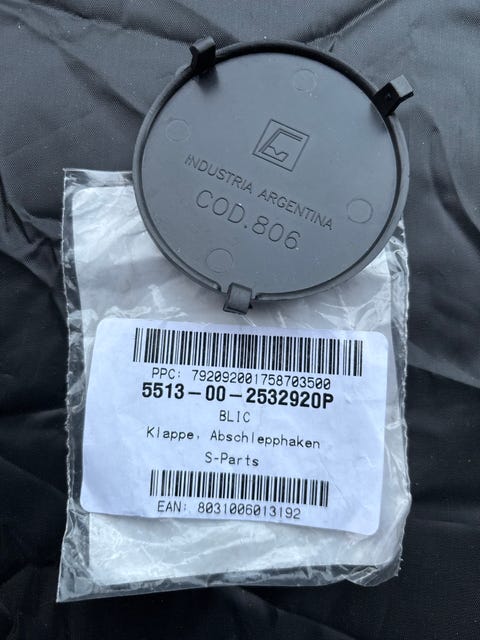 INDUSTRIA ARGENTINA
COD.806
PPC: 792092001758703500
5513-00-2532920P
BLIC
Klappe, Abschlepphaken
S-Parts
EAN: 8031006013192